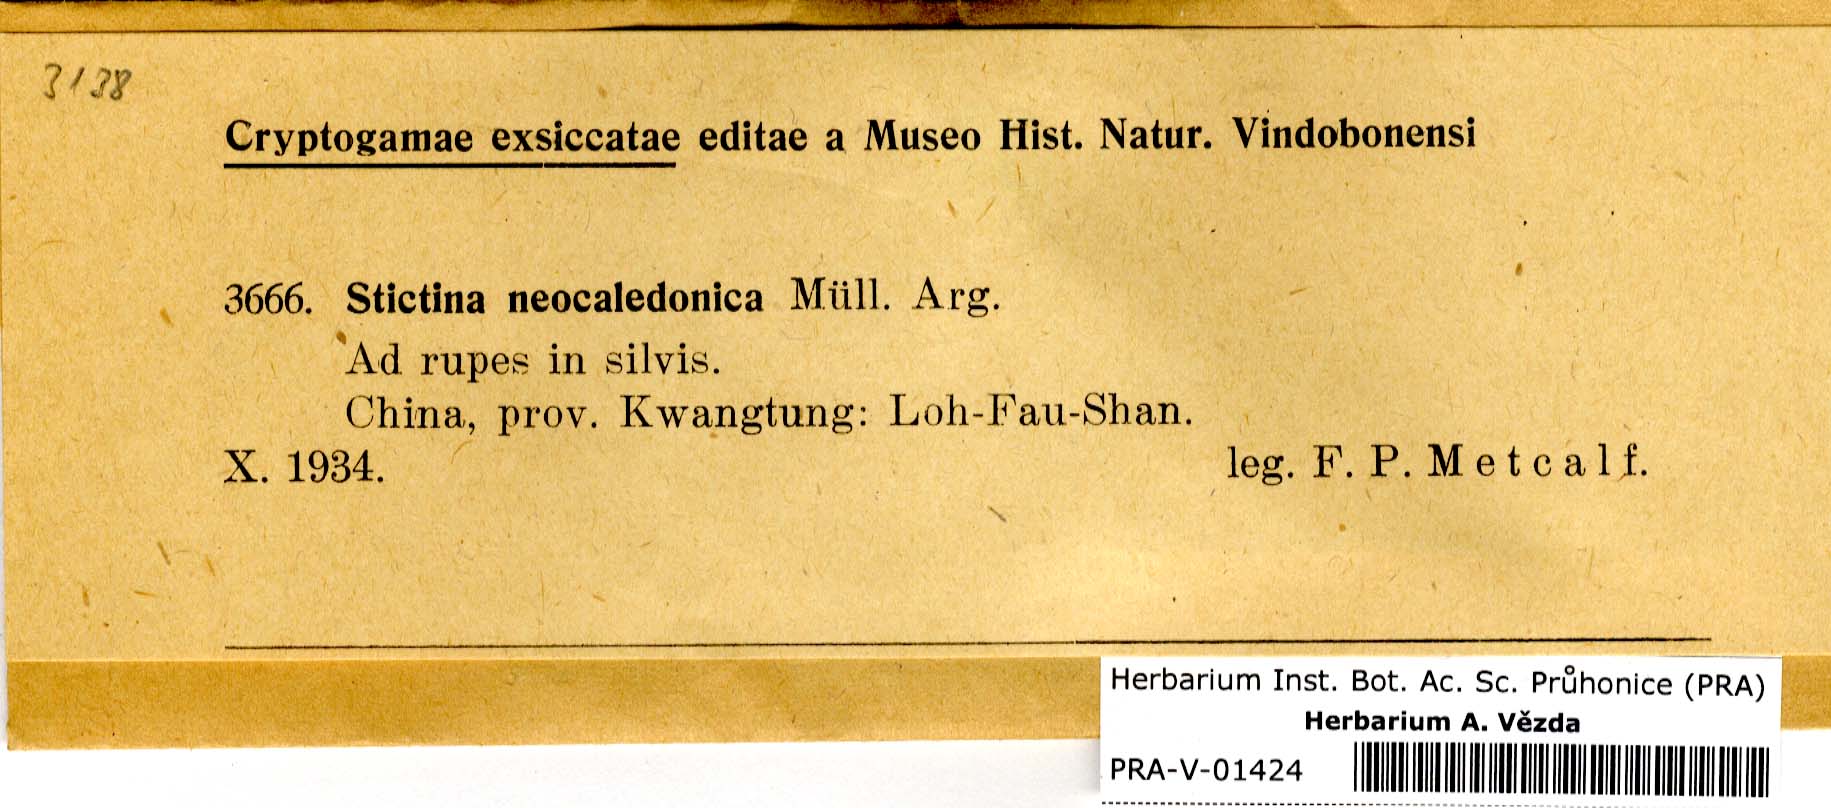 3138
Cryptogamae exsiccatae editae a Museo Hist. Natur. Vindobonensi
3666. Stictina neocaledonica Müll. Arg.
Ad rupes in silvis.
China, prov. Kwangtung: Loh-Fau-Shan.
X. 1934. leg. F. P. Metcalf.
Herbarium Inst. Bot. Ac. Sc. Průhonice (PRA)
Herbarium A. Vězda
PRA-V-01424